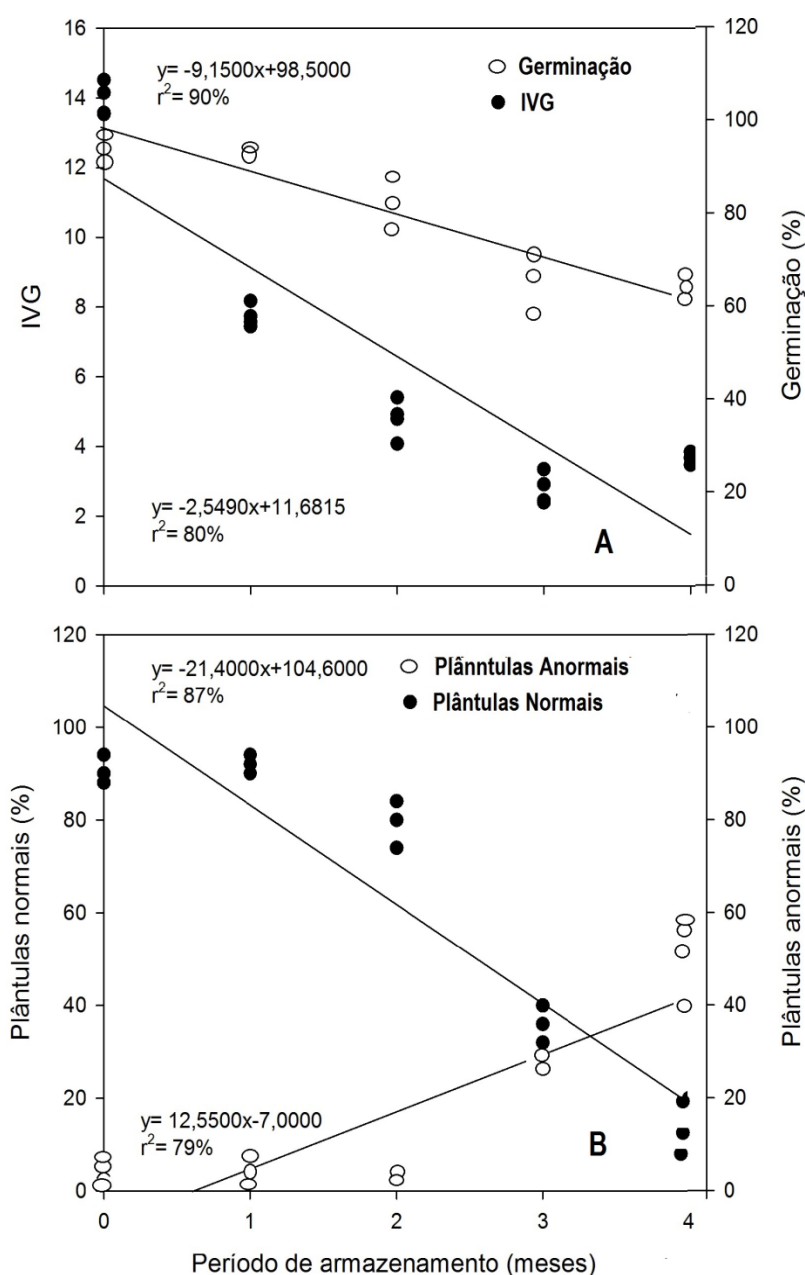 16
14
12
10
8
6
4
2
0
IVG
y= -9,1500x+98,5000
r²= 90%
Germinação
IVG
y= -2,5490x+11,6815
r²= 80%
A
120
100
80
60
40
20
0
Germinação (%)
120
100
80
60
40
20
0
Plântulas normais (%)
y= -21,4000x+104,6000
r²= 87%
Plânntulas Anormais
Plântulas Normais
y= 12,5500x-7,0000
r²= 79%
B
120
100
80
60
40
20
0
Plântulas anormais (%)
0 1 2 3 4
Período de armazenamento (meses)